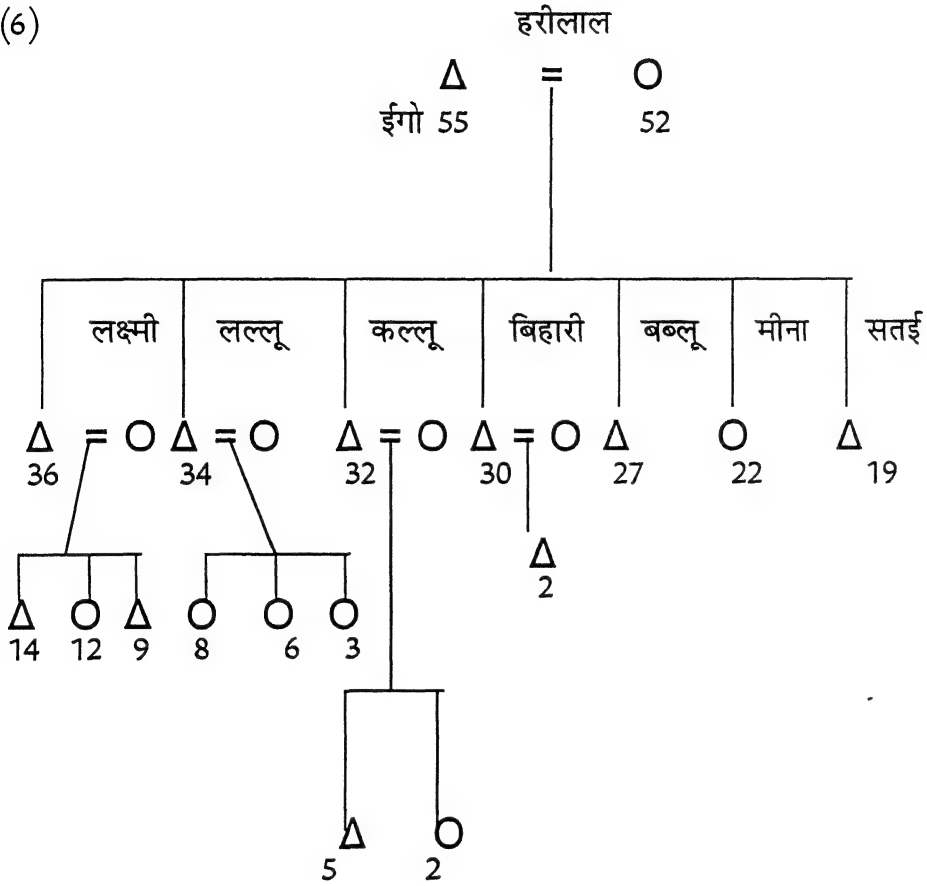 (6)
हरीलाल
Δ = O
ईगो 55 52
लक्ष्मी लल्लू कल्लू बिहारी बब्लू मीना सतई
Δ = O Δ = O Δ = O Δ = O Δ O Δ
36 34 32 30 27 22 19
Δ
2
Δ O Δ O O O
14 12 9 8 6 3
Δ O
5 2